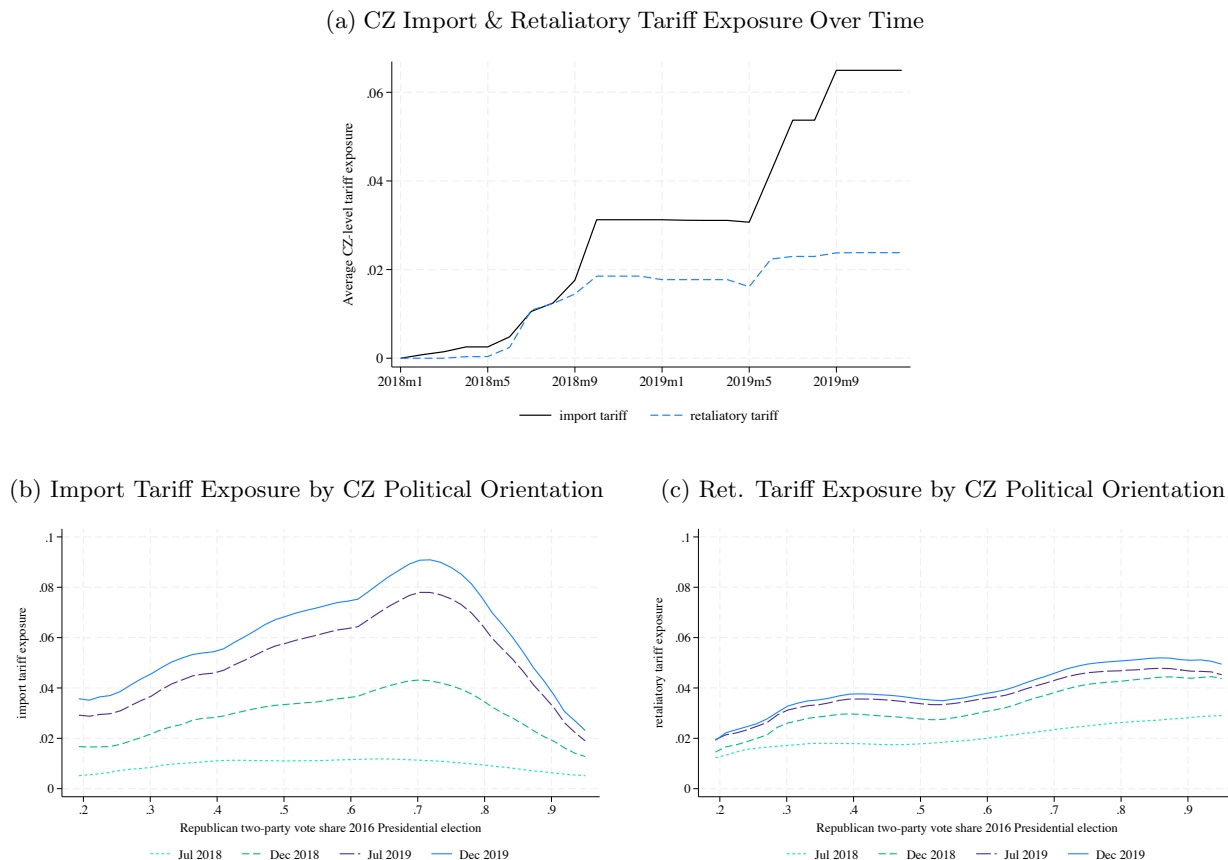 (a) CZ Import & Retaliatory Tariff Exposure Over Time
Average CZ-level tariff exposure
.06
.04
.02
0
2018m1 2018m5 2018m9 2019m1 2019m5 2019m9
import tariff retaliatory tariff
(b) Import Tariff Exposure by CZ Political Orientation
import tariff exposure
.1
.08
.06
.04
.02
0
.2 .3 .4 .5 .6 .7 .8 .9
Republican two-party vote share 2016 Presidential election
Jul 2018 Dec 2018 Jul 2019 Dec 2019
(c) Ret. Tariff Exposure by CZ Political Orientation
retaliatory tariff exposure
.1
.08
.06
.04
.02
0
.2 .3 .4 .5 .6 .7 .8 .9
Republican two-party vote share 2016 Presidential election
Jul 2018 Dec 2018 Jul 2019 Dec 2019